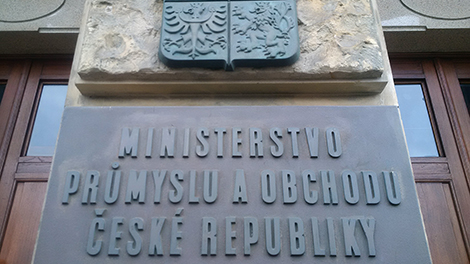 MINISTERSTVO
PRŮMYSLU A OBCHODU
ČESKÉ REPUBLIKY